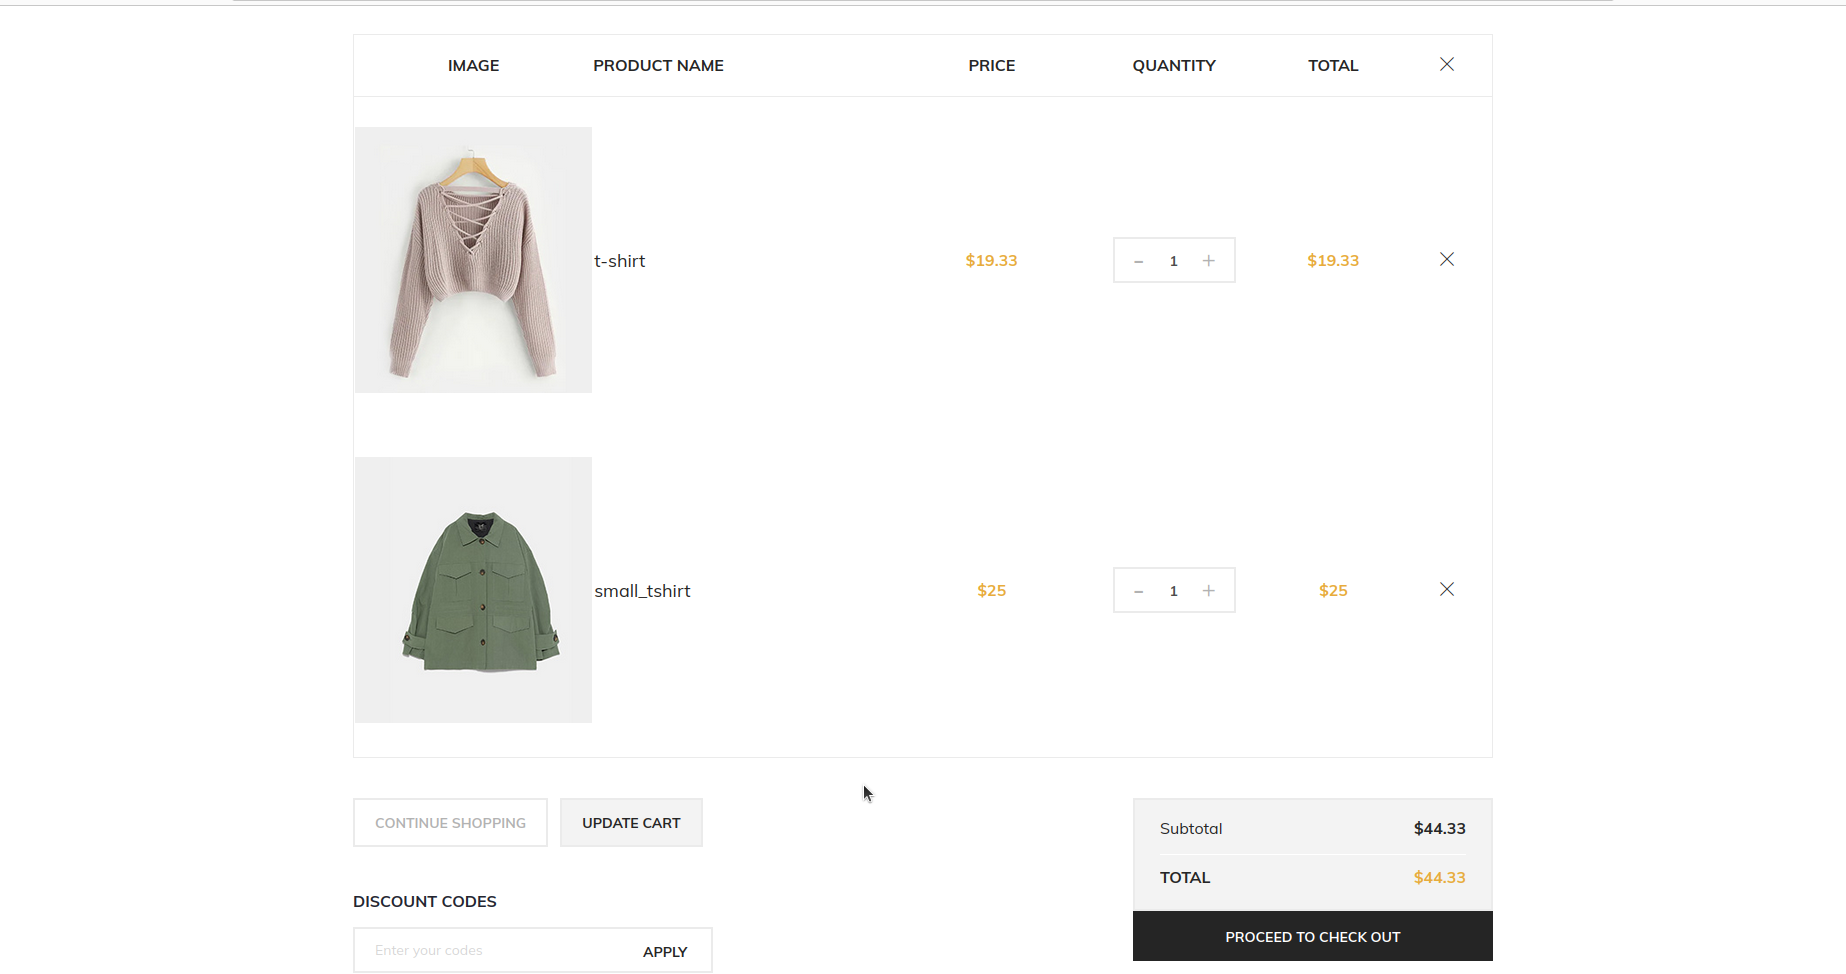 IMAGE PRODUCT NAME PRICE QUANTITY TOTAL
t-shirt $19.33 - 1 + $19.33
small_tshirt $25 - 1 + $25
CONTINUE SHOPPING UPDATE CART
Subtotal $44.33
TOTAL $44.33
DISCOUNT CODES
Enter your codes APPLY
PROCEED TO CHECK OUT